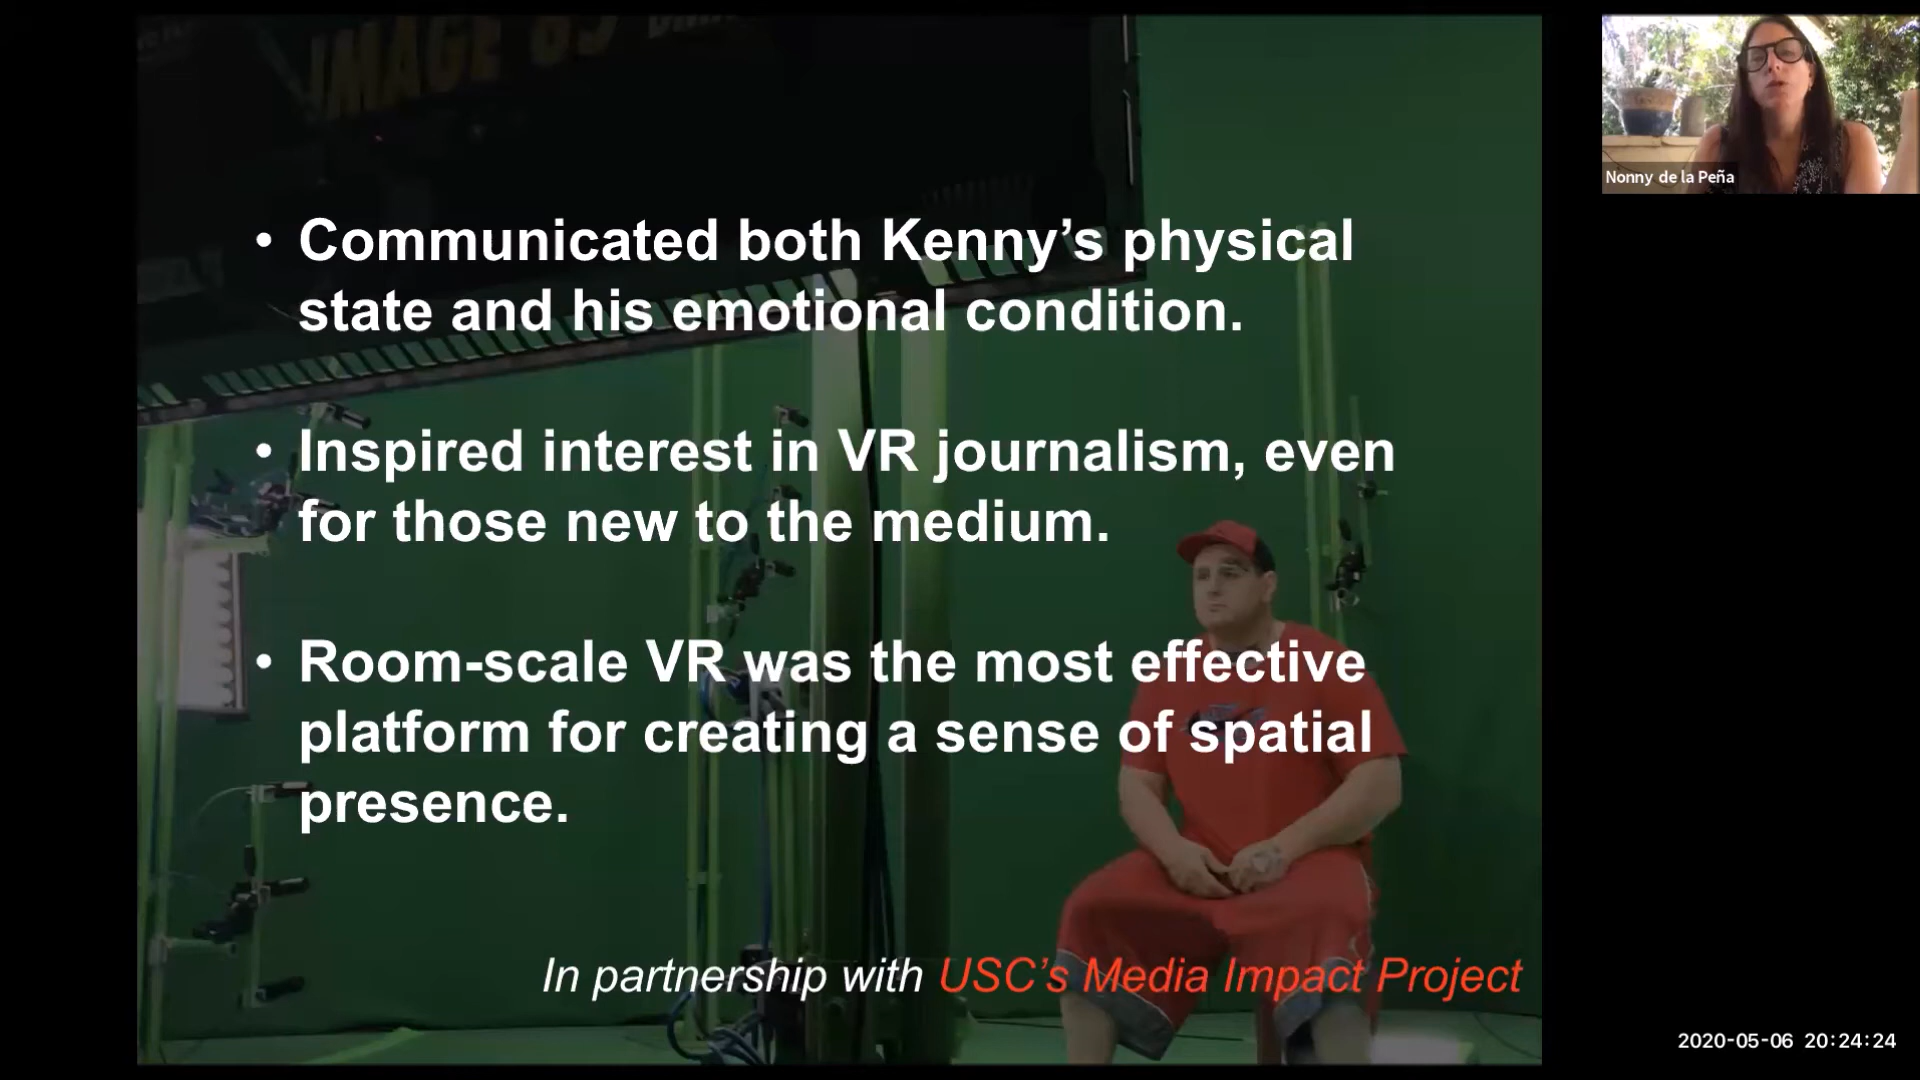 IMAGE 89
• Communicated both Kenny’s physical
state and his emotional condition.
• Inspired interest in VR journalism, even
for those new to the medium.
• Room-scale VR was the most effective
platform for creating a sense of spatial
presence.
In partnership with USC’s Media Impact Project
Nonny de la Peña
2020-05-06 20:24:24